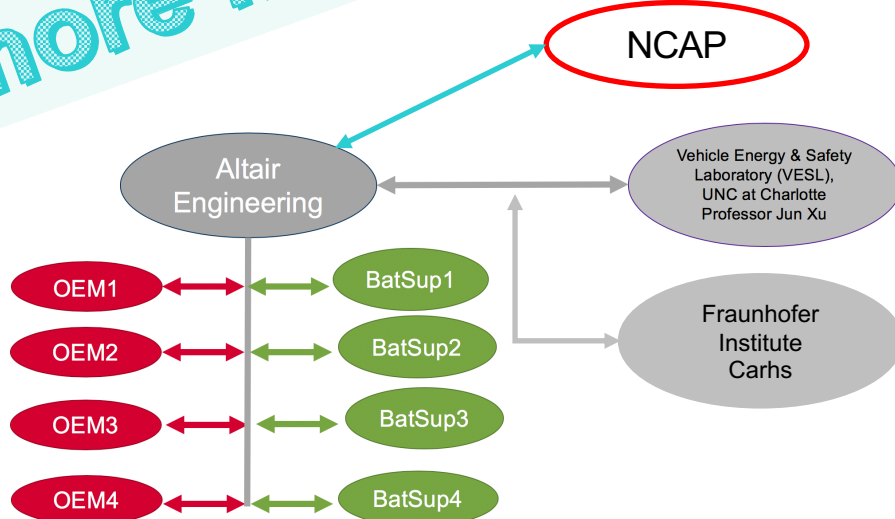 more
NCAP
Altair
Engineering
Vehicle Energy & Safety
Laboratory (VESL),
UNC at Charlotte
Professor Jun Xu
OEM1
BatSup1
OEM2
BatSup2
Fraunhofer
Institute
Carhs
OEM3
BatSup3
OEM4
BatSup4